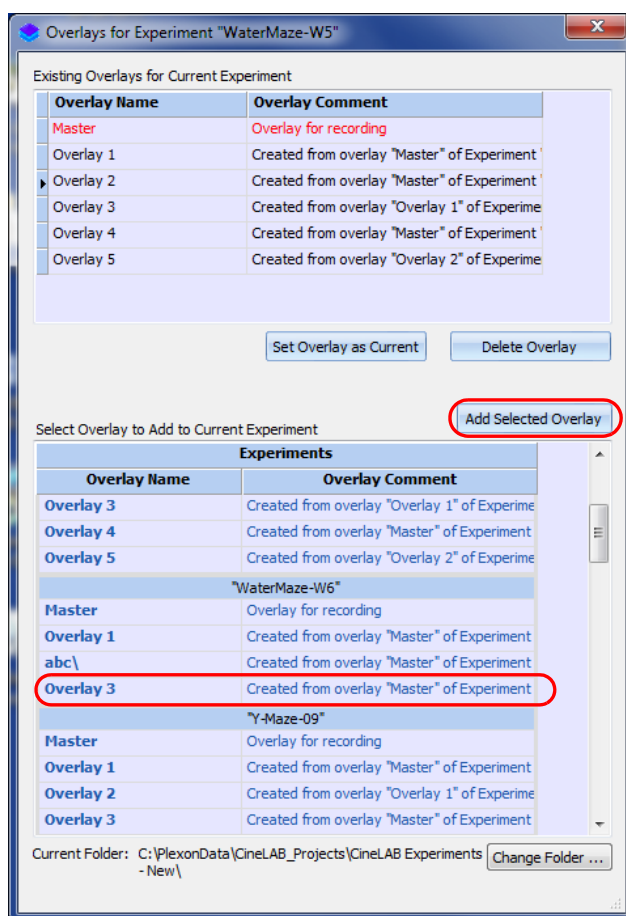 Overlays for Experiment "WaterMaze-W5"
Existing Overlays for Current Experiment
Overlay Name Overlay Comment
Master Overlay for recording
Overlay 1 Created from overlay "Master" of Experiment "
Overlay 2 Created from overlay "Master" of Experiment "
Overlay 3 Created from overlay "Overlay 1" of Experime
Overlay 4 Created from overlay "Master" of Experiment "
Overlay 5 Created from overlay "Overlay 2" of Experime
Set Overlay as Current Delete Overlay
Add Selected Overlay
Select Overlay to Add to Current Experiment
Experiments
Overlay Name Overlay Comment
Overlay 3 Created from overlay "Overlay 1" of Experime
Overlay 4 Created from overlay "Master" of Experiment
Overlay 5 Created from overlay "Overlay 2" of Experime
"WaterMaze-W6"
Master Overlay for recording
Overlay 1 Created from overlay "Master" of Experiment
abc\ Created from overlay "Master" of Experiment
Overlay 3 Created from overlay "Master" of Experiment
"Y-Maze-09"
Master Overlay for recording
Overlay 1 Created from overlay "Master" of Experiment
Overlay 2 Created from overlay "Overlay 1" of Experime
Overlay 3 Created from overlay "Master" of Experiment
Current Folder: C:\PlexonData\CineLAB_Projects\CineLAB Experiments Change Folder ...
- New\